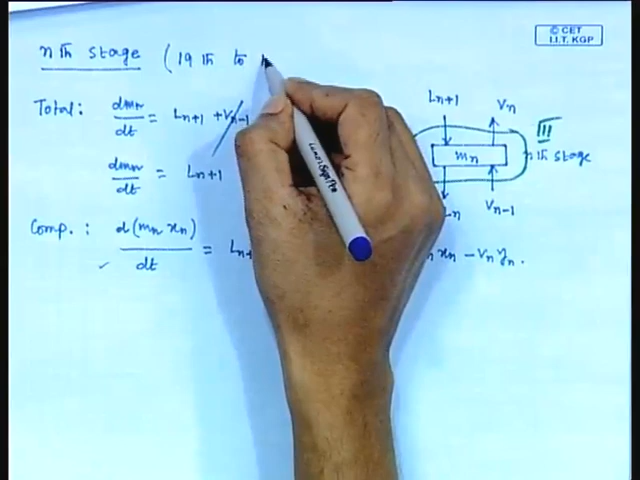 © CET
I.I.T. KGP
nth stage (19th to
Total: dmn/dt = Ln+1 + Vn-1
dmn/dt = Ln+1
Comp.: d(mn xn)/dt = Ln+ xn - Vn yn.
Ln+1 Vn
III
mn nth stage
Ln Vn-1